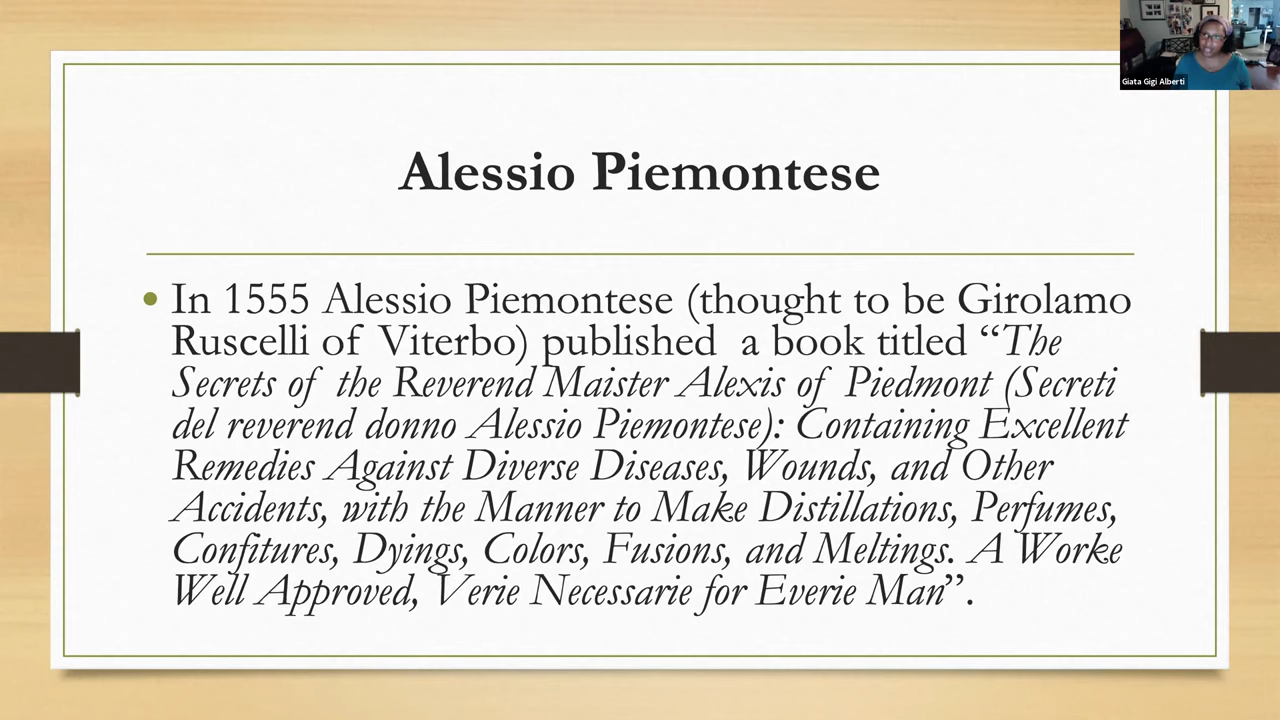 Giata Gigi Alberti
Alessio Piemontese
• In 1555 Alessio Piemontese (thought to be Girolamo
Ruscelli of Viterbo) published a book titled “The
Secrets of the Reverend Maister Alexis of Piedmont (Secreti
del reverend donno Alessio Piemontese): Containing Excellent
Remedies Against Diverse Diseases, Wounds, and Other
Accidents, with the Manner to Make Distillations, Perfumes,
Confitures, Dyings, Colors, Fusions, and Meltings. A Worke
Well Approved, Verie Necessarie for Everie Man”.